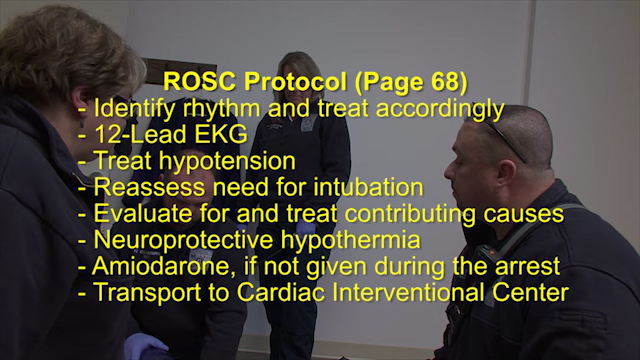 ROSC Protocol (Page 68)
- Identify rhythm and treat accordingly
- 12-Lead EKG
- Treat hypotension
- Reassess need for intubation
- Evaluate for and treat contributing causes
- Neuroprotective hypothermia
- Amiodarone, if not given during the arrest
- Transport to Cardiac Interventional Center